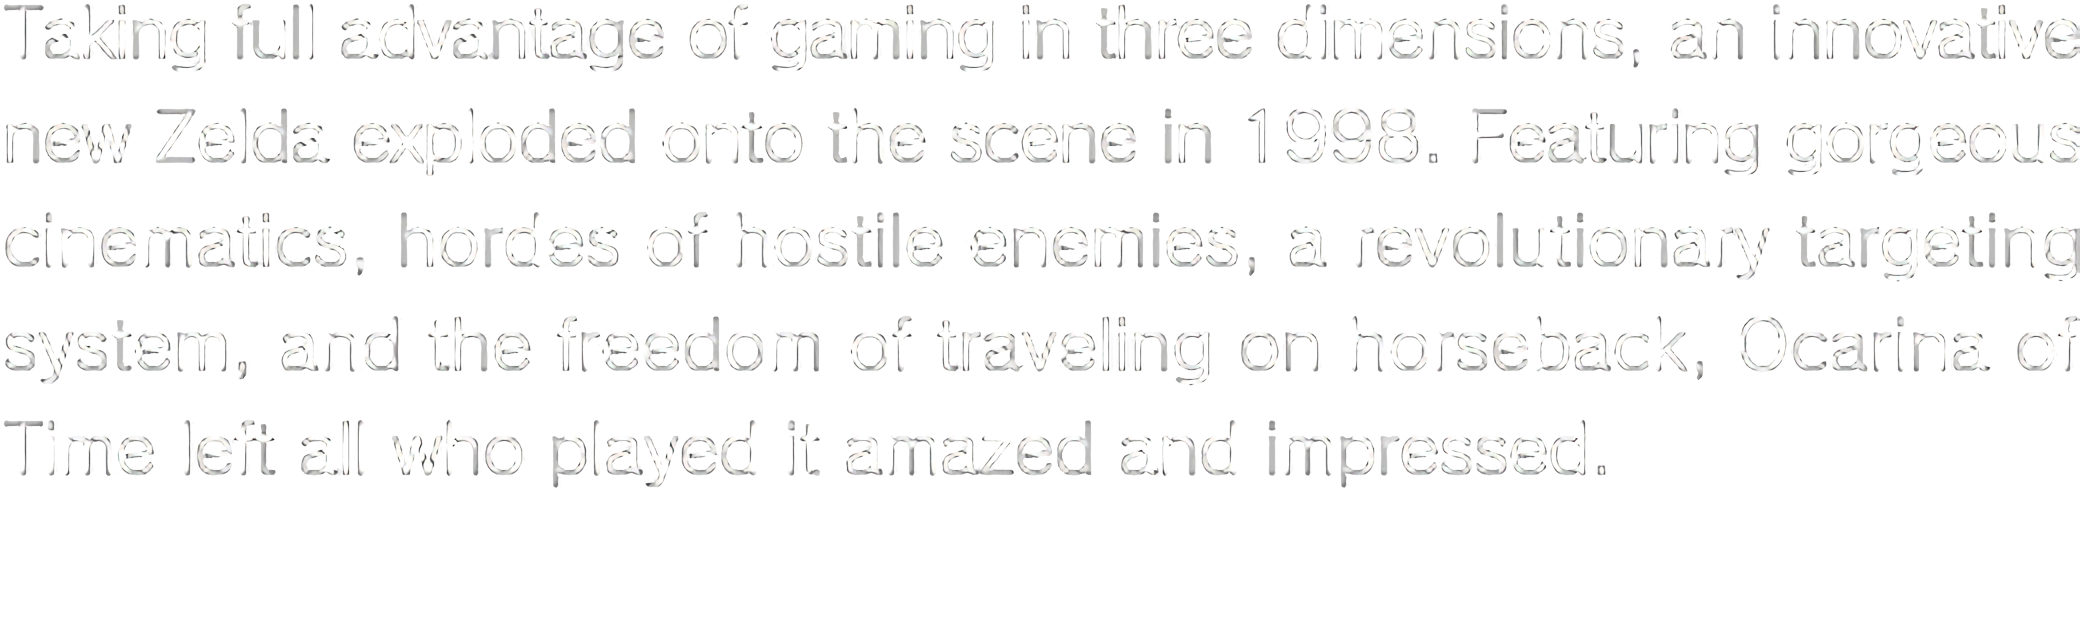 Taking full advantage of gaming in three dimensions, an innovative
new Zelda exploded onto the scene in 1998. Featuring gorgeous
cinematics, hordes of hostile enemies, a revolutionary targeting
system, and the freedom of traveling on horseback, Ocarina of
Time left all who played it amazed and impressed.